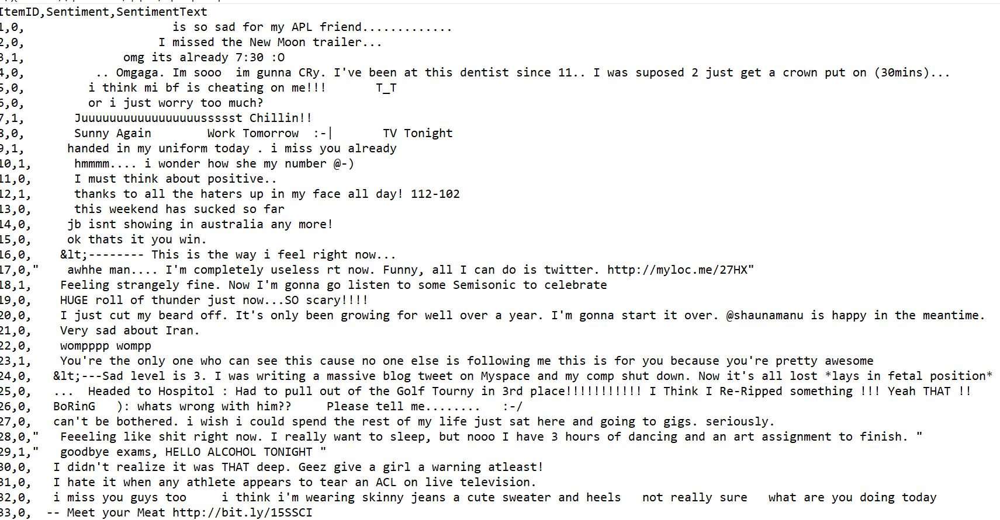 ItemID,Sentiment,SentimentText
1,0,                     is so sad for my APL friend.............
2,0,                   I missed the New Moon trailer...
3,1,              omg its already 7:30 :O
4,0,          .. Omgaga. Im sooo  im gunna CRy. I've been at this dentist since 11.. I was suposed 2 just get a crown put on (30mins)...
5,0,         i think mi bf is cheating on me!!!       T_T
6,0,         or i just worry too much?
7,1,       Juuuuuuuuuuuuuuuuussssst Chillin!!
8,0,       Sunny Again        Work Tomorrow  :-|       TV Tonight
9,1,      handed in my uniform today . i miss you already
10,1,      hmmmm.... i wonder how she my number @-)
11,0,      I must think about positive..
12,1,      thanks to all the haters up in my face all day! 112-102
13,0,      this weekend has sucked so far
14,0,     jb isnt showing in australia any more!
15,0,     ok thats it you win.
16,0,    &lt;-------- This is the way i feel right now...
17,0,"    awhhe man.... I'm completely useless rt now. Funny, all I can do is twitter. http://myloc.me/27HX"
18,1,    Feeling strangely fine. Now I'm gonna go listen to some Semisonic to celebrate
19,0,    HUGE roll of thunder just now...SO scary!!!!
20,0,    I just cut my beard off. It's only been growing for well over a year. I'm gonna start it over. @shaunamanu is happy in the meantime.
21,0,    Very sad about Iran.
22,0,    wompppp wompp
23,1,    You're the only one who can see this cause no one else is following me this is for you because you're pretty awesome
24,0,   &lt;---Sad level is 3. I was writing a massive blog tweet on Myspace and my comp shut down. Now it's all lost *lays in fetal position*
25,0,   ...  Headed to Hospitol : Had to pull out of the Golf Tourny in 3rd place!!!!!!!!!!! I Think I Re-Ripped something !!! Yeah THAT !!
26,0,   BoRinG   ): whats wrong with him??     Please tell me........   :-/
27,0,   can't be bothered. i wish i could spend the rest of my life just sat here and going to gigs. seriously.
28,0,"   Feeeling like shit right now. I really want to sleep, but nooo I have 3 hours of dancing and an art assignment to finish. "
29,1,"   goodbye exams, HELLO ALCOHOL TONIGHT "
30,0,   I didn't realize it was THAT deep. Geez give a girl a warning atleast!
31,0,   I hate it when any athlete appears to tear an ACL on live television.
32,0,   i miss you guys too     i think i'm wearing skinny jeans a cute sweater and heels   not really sure   what are you doing today
33,0,  -- Meet your Meat http://bit.ly/15SSCI